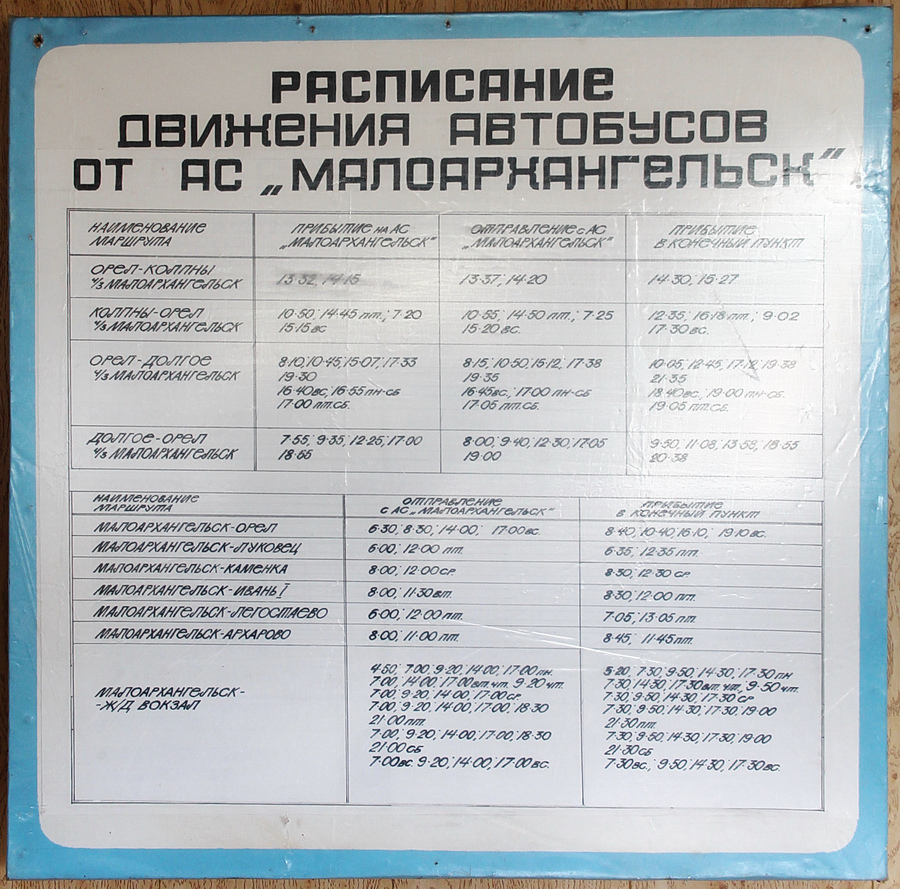 РАСПИСАНИЕ
ДВИЖЕНИЯ АВТОБУСОВ
ОТ АС „МАЛОАРХАНГЕЛЬСК“
НАИМЕНОВАНИЕ МАРШРУТА
ПРИБЫТИЕ НА АС „МАЛОАРХАНГЕЛЬСК“
ОТПРАВЛЕНИЕ С АС „МАЛОАРХАНГЕЛЬСК“
ПРИБЫТИЕ В КОНЕЧНЫЙ ПУНКТ
ОРЕЛ-КОЛПНЫ
Ч/З МАЛОАРХАНГЕЛЬСК
13·32, 14·15
13·37, 14·20
14·30, 15·27
КОЛПНЫ-ОРЕЛ
Ч/З МАЛОАРХАНГЕЛЬСК
10·50, 14·45 ПТ., 7·20
15·15 ВС
10·55, 14·50 ПТ., 7·25
15·20 ВС.
12·35, 16·18 ПТ., 9·02
17·30 ВС.
ОРЕЛ-ДОЛГОЕ
Ч/З МАЛОАРХАНГЕЛЬСК
8·10, 10·45, 15·07, 17·33
19·30
16·40 ВС, 16·55 ПН-СБ
17·00 ПТ.СБ.
8·15, 10·50, 15·12, 17·38
19·35
16·45 ВС., 17·00 ПН-СБ
17·05 ПТ.СБ.
10·05, 12·45, 17·12, 19·38
21·35
18·40 ВС., 19·00 ПН-СБ
19·05 ПТ.СБ.
ДОЛГОЕ-ОРЕЛ
Ч/З МАЛОАРХАНГЕЛЬСК
7·55, 9·35, 12·25, 17·00
18·55
8·00, 9·40, 12·30, 17·05
19·00
9·50, 11·08, 13·58, 18·55
20·38
НАИМЕНОВАНИЕ МАРШРУТА
ОТПРАВЛЕНИЕ С АС „МАЛОАРХАНГЕЛЬСК“
ПРИБЫТИЕ В КОНЕЧНЫЙ ПУНКТ
МАЛОАРХАНГЕЛЬСК-ОРЕЛ
6·30, 8·30, 14·00, 17·00 ВС.
8·40, 10·40, 16·10, 19·10 ВС.
МАЛОАРХАНГЕЛЬСК-ЛУКОВЕЦ
6·00, 12·00 ПТ.
6·35, 12·35 ПТ.
МАЛОАРХАНГЕЛЬСК-КАМЕНКА
8·00, 12·00 СР.
8·30, 12·30 СР.
МАЛОАРХАНГЕЛЬСК-ИВАНЬ I
8·00, 11·30 ВТ.
8·30, 12·00 ПТ.
МАЛОАРХАНГЕЛЬСК-ЛЕГОСТАЕВО
6·00, 12·00 ПТ.
7·05, 13·05 ПТ.
МАЛОАРХАНГЕЛЬСК-АРХАРОВО
8·00, 11·00 ПТ.
8·45, 11·45 ПТ.
МАЛОАРХАНГЕЛЬСК-
-Ж/Д ВОКЗАЛ
4·50, 7·00, 9·20, 14·00, 17·00 ПН.
7·00, 14·00, 17·00 ВТ.ЧТ. 9·20 ЧТ.
7·00, 9·20, 14·00, 17·00 СР
7·00, 9·20, 14·00, 17·00, 18·30
21·00 ПТ.
7·00, 9·20, 14·00, 17·00, 18·30
21·00 СБ
7·00 ВС. 9·20, 14·00, 17·00 ВС.
5·20, 7·30, 9·50, 14·30, 17·30 ПН
7·30, 14·30, 17·30 ВТ. ЧТ., 9·50 ЧТ.
7·30, 9·50, 14·30, 17·30 СР
7·30, 9·50, 14·30, 17·30, 19·00
21·30 ПТ.
7·30, 9·50, 14·30, 17·30, 19·00
21·30 СБ
7·30 ВС., 9·50, 14·30, 17·30 ВС.